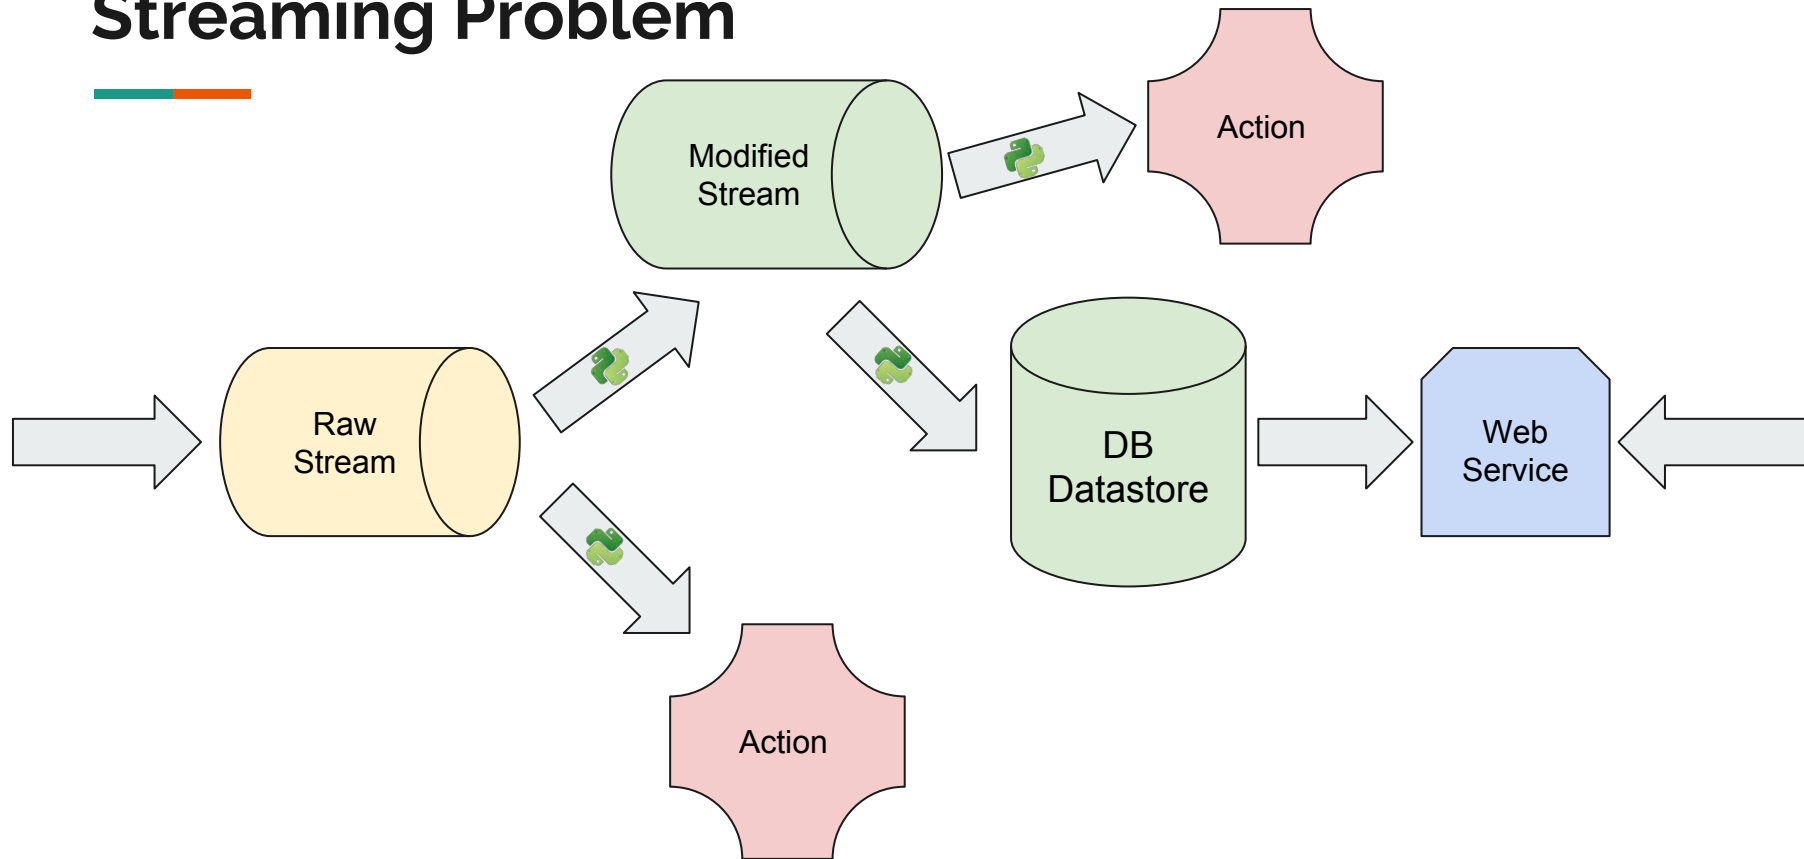 Streaming Problem
Modified
Stream
Action
Raw
Stream
DB
Datastore
Web
Service
Action